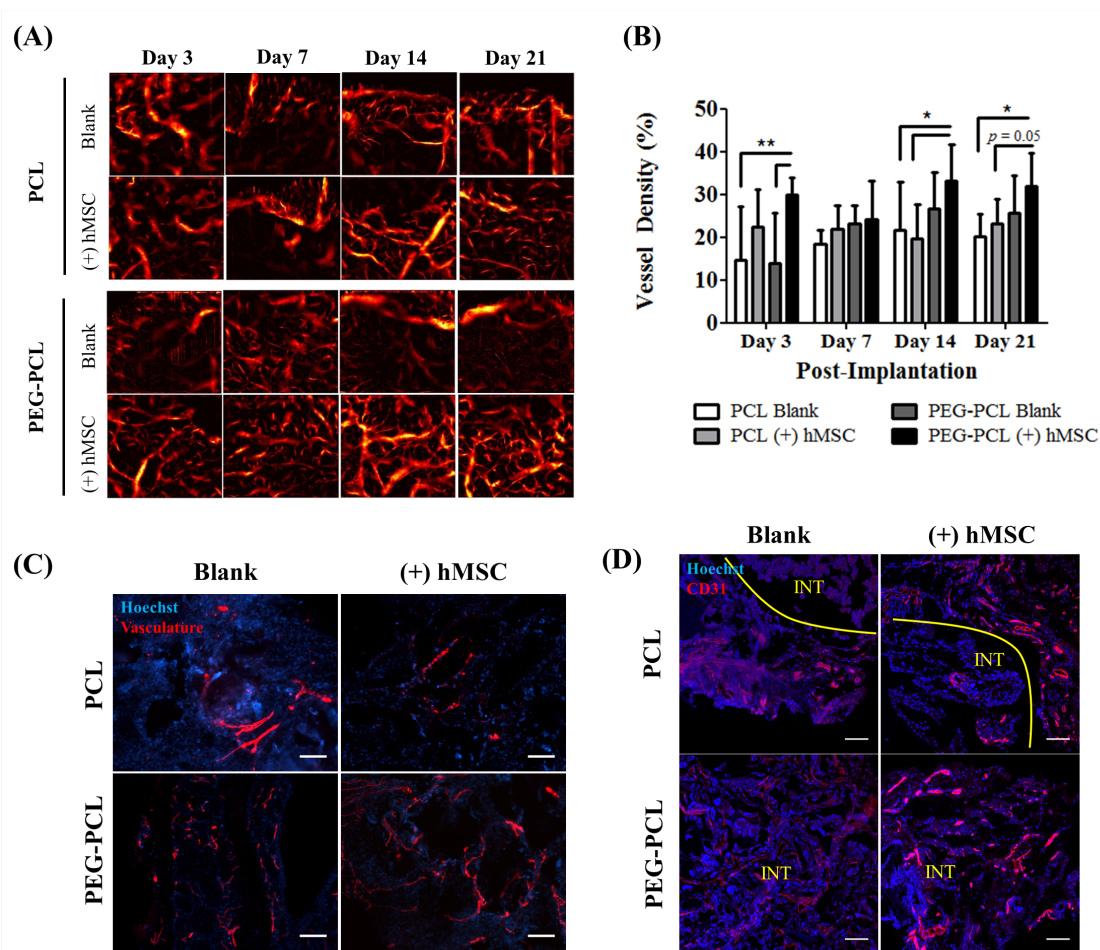 (A)
Day 3 Day 7 Day 14 Day 21
PCL
Blank
(+) hMSC
PEG-PCL
Blank
(+) hMSC
(B)
Vessel Density (%)
50
40
30
20
10
0
**
*
*
p = 0.05
Day 3 Day 7 Day 14 Day 21
Post-Implantation
PCL Blank PEG-PCL Blank
PCL (+) hMSC PEG-PCL (+) hMSC
(C)
Blank (+) hMSC
PCL
Hoechst
Vasculature
PEG-PCL
(D)
Blank (+) hMSC
PCL
Hoechst
CD31
INT
INT
PEG-PCL
INT
INT